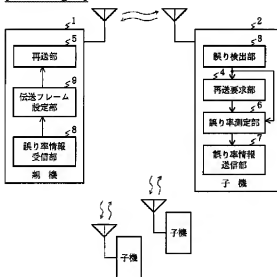 1
2
5
再送部
9
伝送フレーム
設定部
8
誤り率情報
受信部
親機
3
誤り検出部
4
再送要求部
6
誤り率測定部
7
誤り率情報
送信部
子機
子機
子機